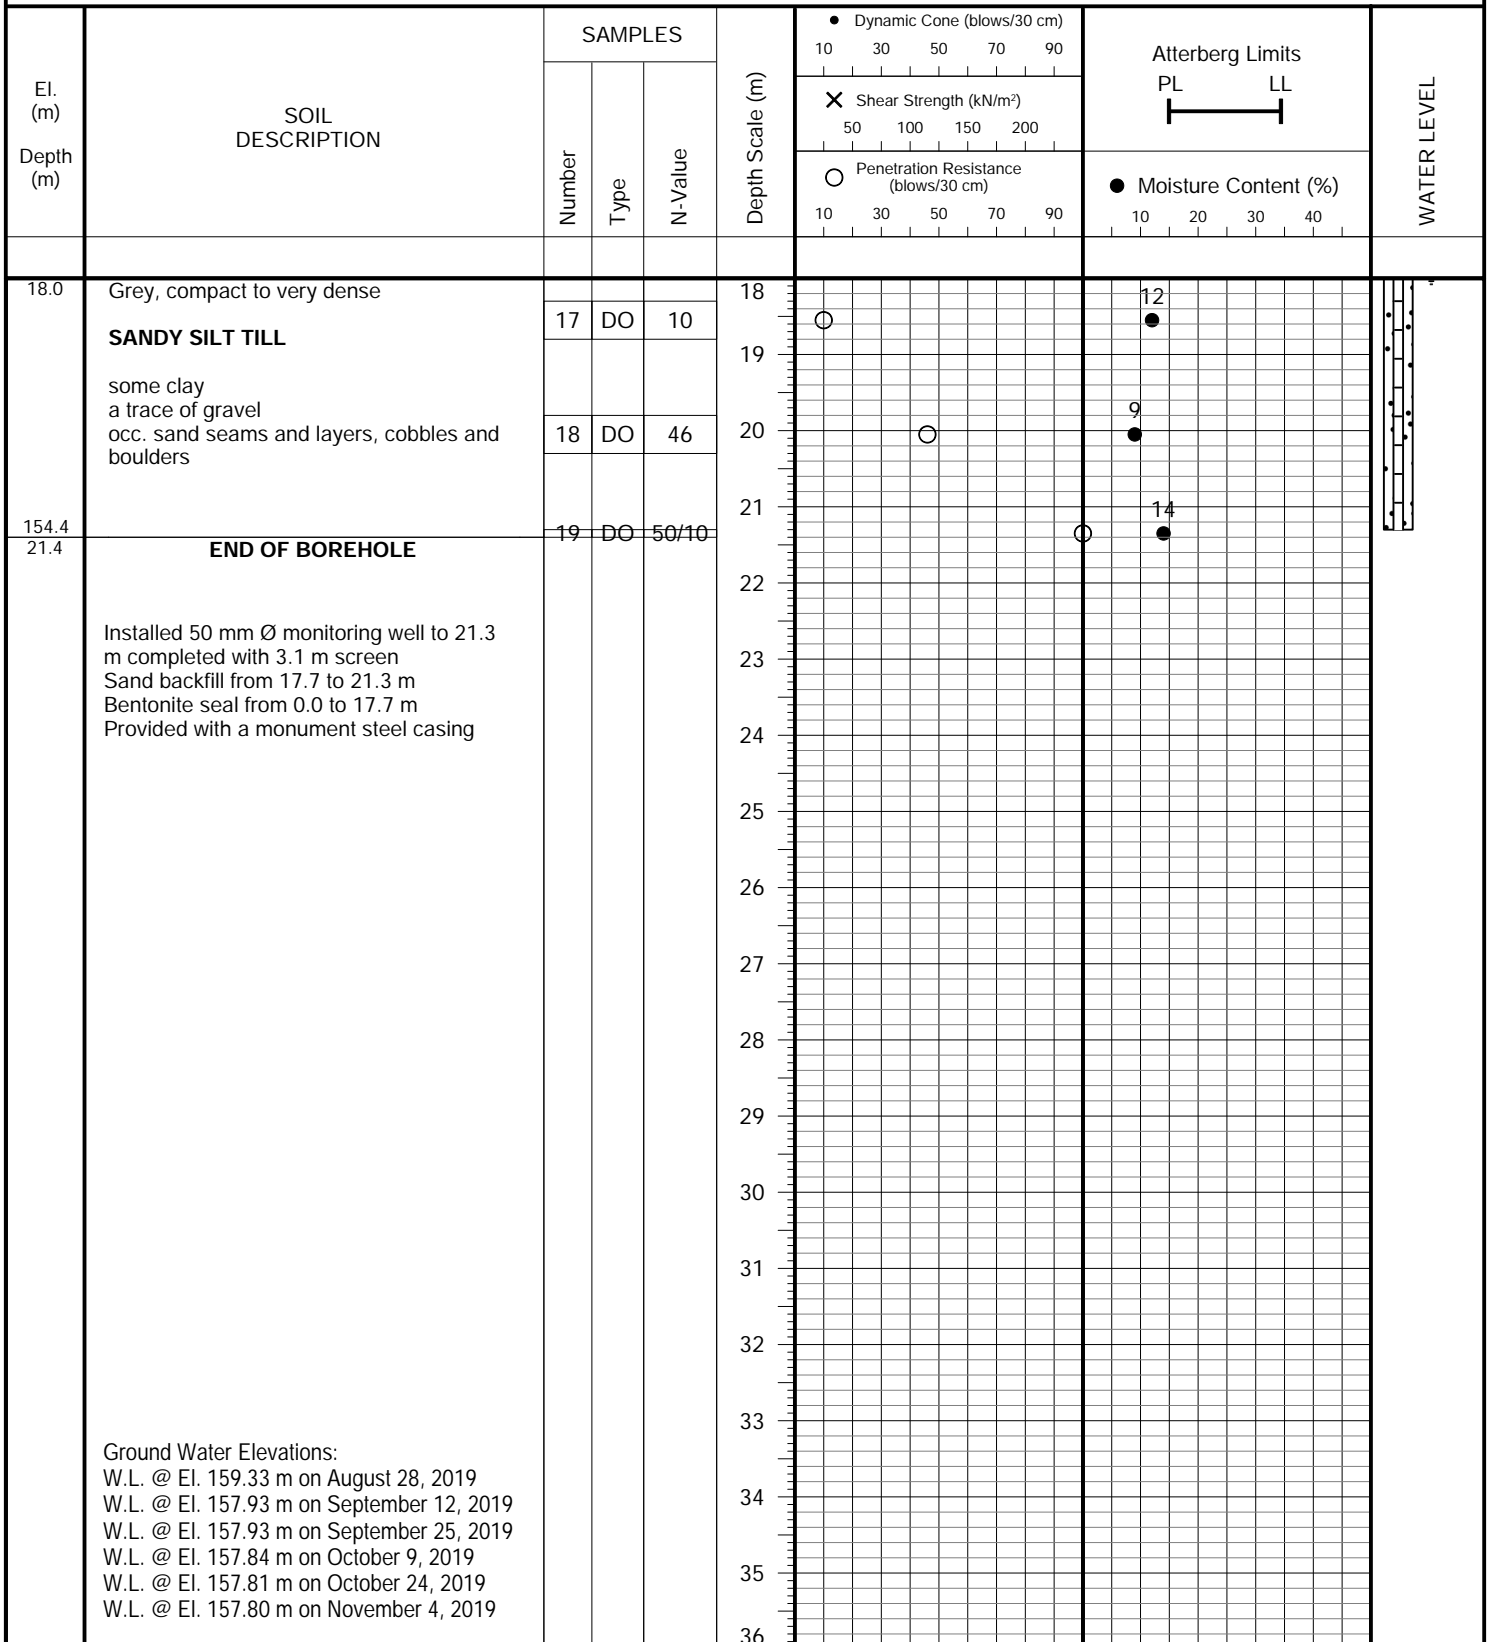 El.
(m)
Depth
(m)
SOIL
DESCRIPTION
SAMPLES
Number
Type
N-Value
Depth Scale (m)
Dynamic Cone (blows/30 cm)
10 30 50 70 90
Shear Strength (kN/m²)
50 100 150 200
Penetration Resistance
(blows/30 cm)
10 30 50 70 90
Atterberg Limits
PL LL
Moisture Content (%)
10 20 30 40
WATER LEVEL
18.0
Grey, compact to very dense
SANDY SILT TILL
some clay
a trace of gravel
occ. sand seams and layers, cobbles and
boulders
17 DO 10
18 DO 46
19 DO 50/10
12
9
14
154.4
21.4
END OF BOREHOLE
Installed 50 mm Ø monitoring well to 21.3
m completed with 3.1 m screen
Sand backfill from 17.7 to 21.3 m
Bentonite seal from 0.0 to 17.7 m
Provided with a monument steel casing
Ground Water Elevations:
W.L. @ El. 159.33 m on August 28, 2019
W.L. @ El. 157.93 m on September 12, 2019
W.L. @ El. 157.93 m on September 25, 2019
W.L. @ El. 157.84 m on October 9, 2019
W.L. @ El. 157.81 m on October 24, 2019
W.L. @ El. 157.80 m on November 4, 2019
18
19
20
21
22
23
24
25
26
27
28
29
30
31
32
33
34
35
36